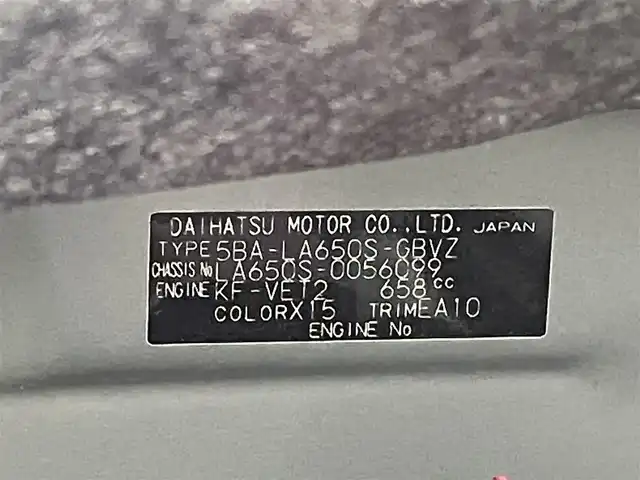 DAIHATSU MOTOR CO.,LTD. JAPAN
TYPE 5BA-LA650S-GBVZ
CHASSIS No LA650S-0056099
ENGINE KF-VET2 658cc
COLOR X15 TRIM EA10
ENGINE No